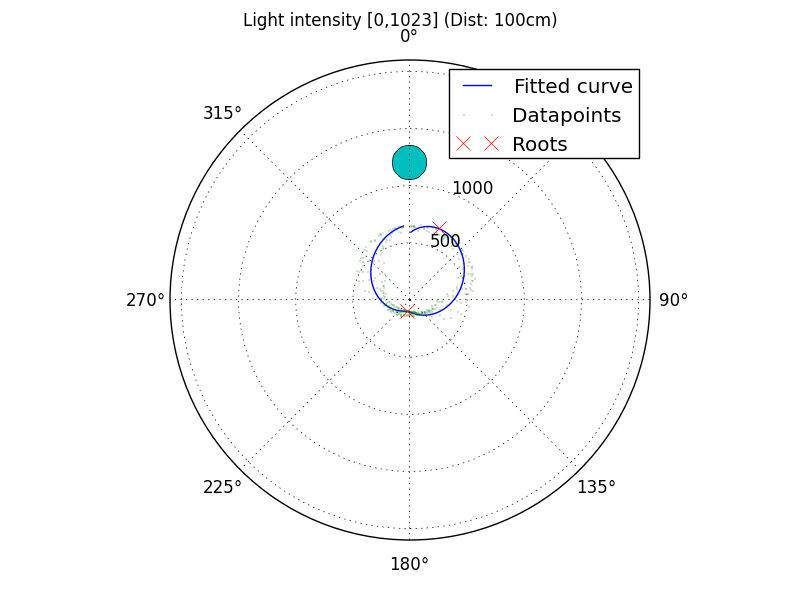 Light intensity [0,1023] (Dist: 100cm)
0°
Fitted curve
Datapoints
Roots
315°
1000
500
270°
90°
225°
135°
180°